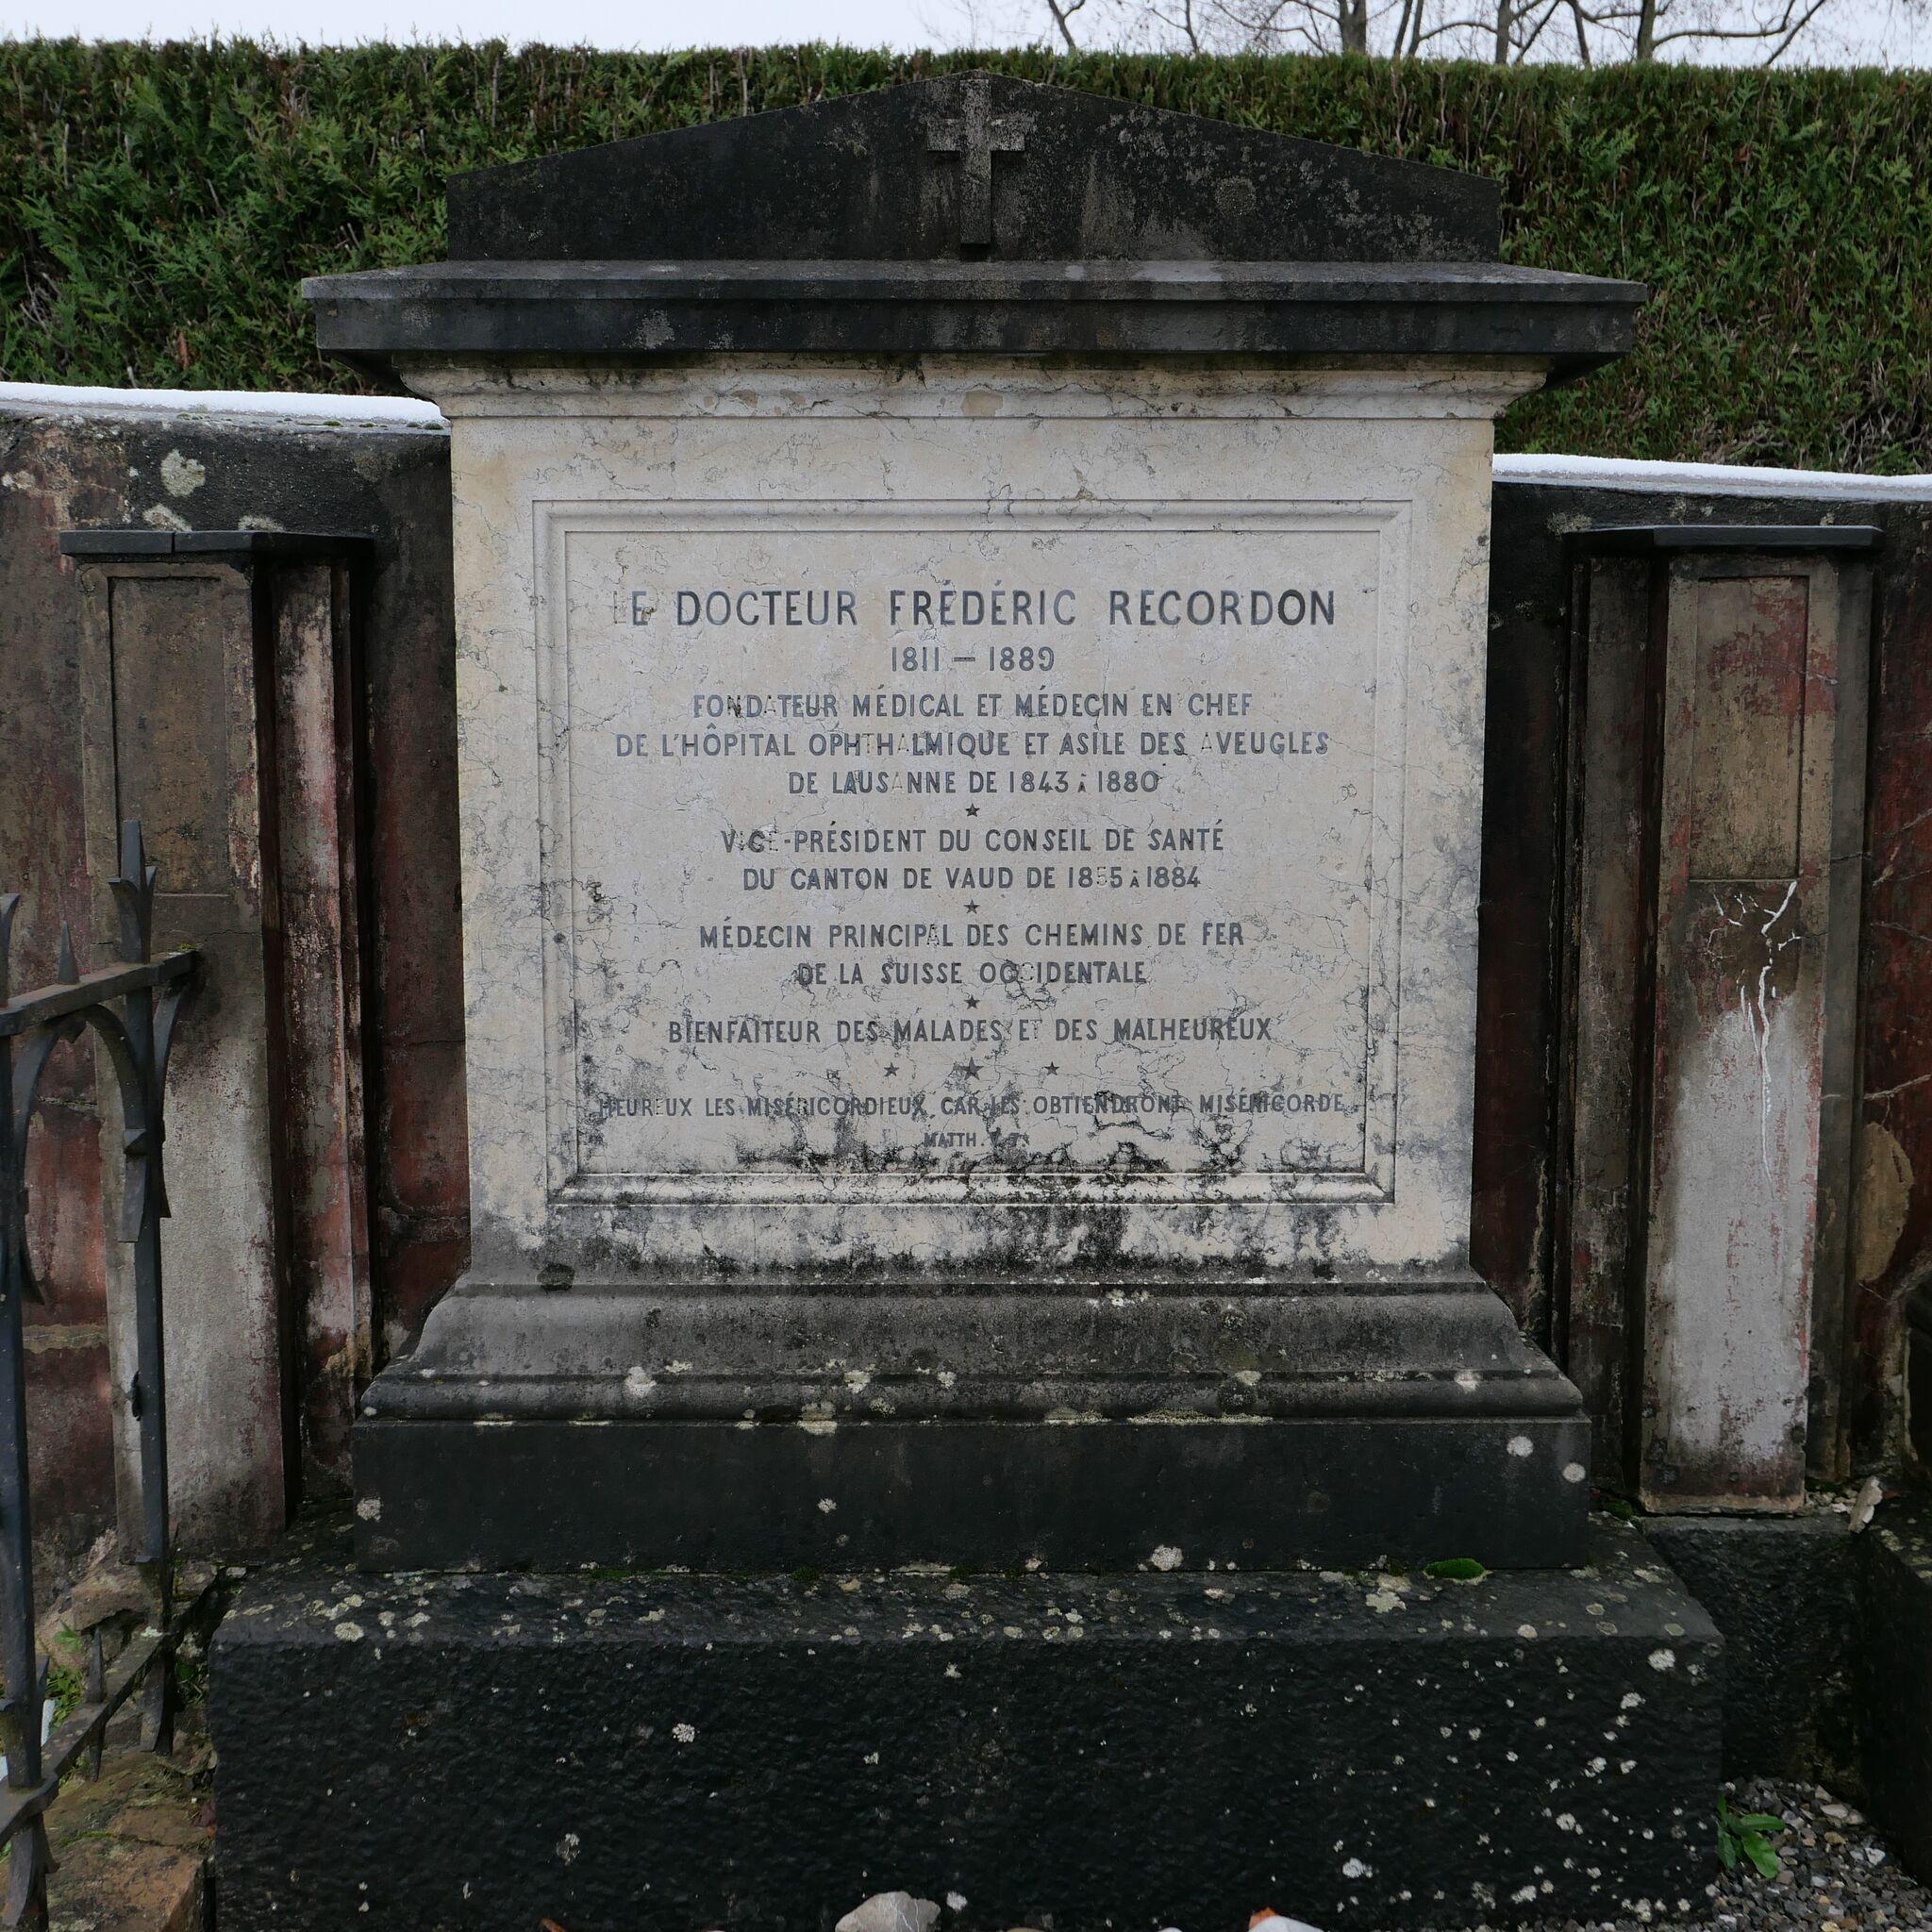 LE DOCTEUR FRÉDÉRIC RECORDON
1811 — 1889
FONDATEUR MÉDICAL ET MÉDECIN EN CHEF
DE L'HÔPITAL OPHTHALMIQUE ET ASILE DES AVEUGLES
DE LAUSANNE DE 1843 À 1880
VICE-PRÉSIDENT DU CONSEIL DE SANTÉ
DU CANTON DE VAUD DE 1855 À 1884
MÉDECIN PRINCIPAL DES CHEMINS DE FER
DE LA SUISSE OCCIDENTALE
BIENFAITEUR DES MALADES ET DES MALHEUREUX
HEUREUX LES MISÉRICORDIEUX, CAR ILS OBTIENDRONT MISÉRICORDE.
MATTH. V. 7.